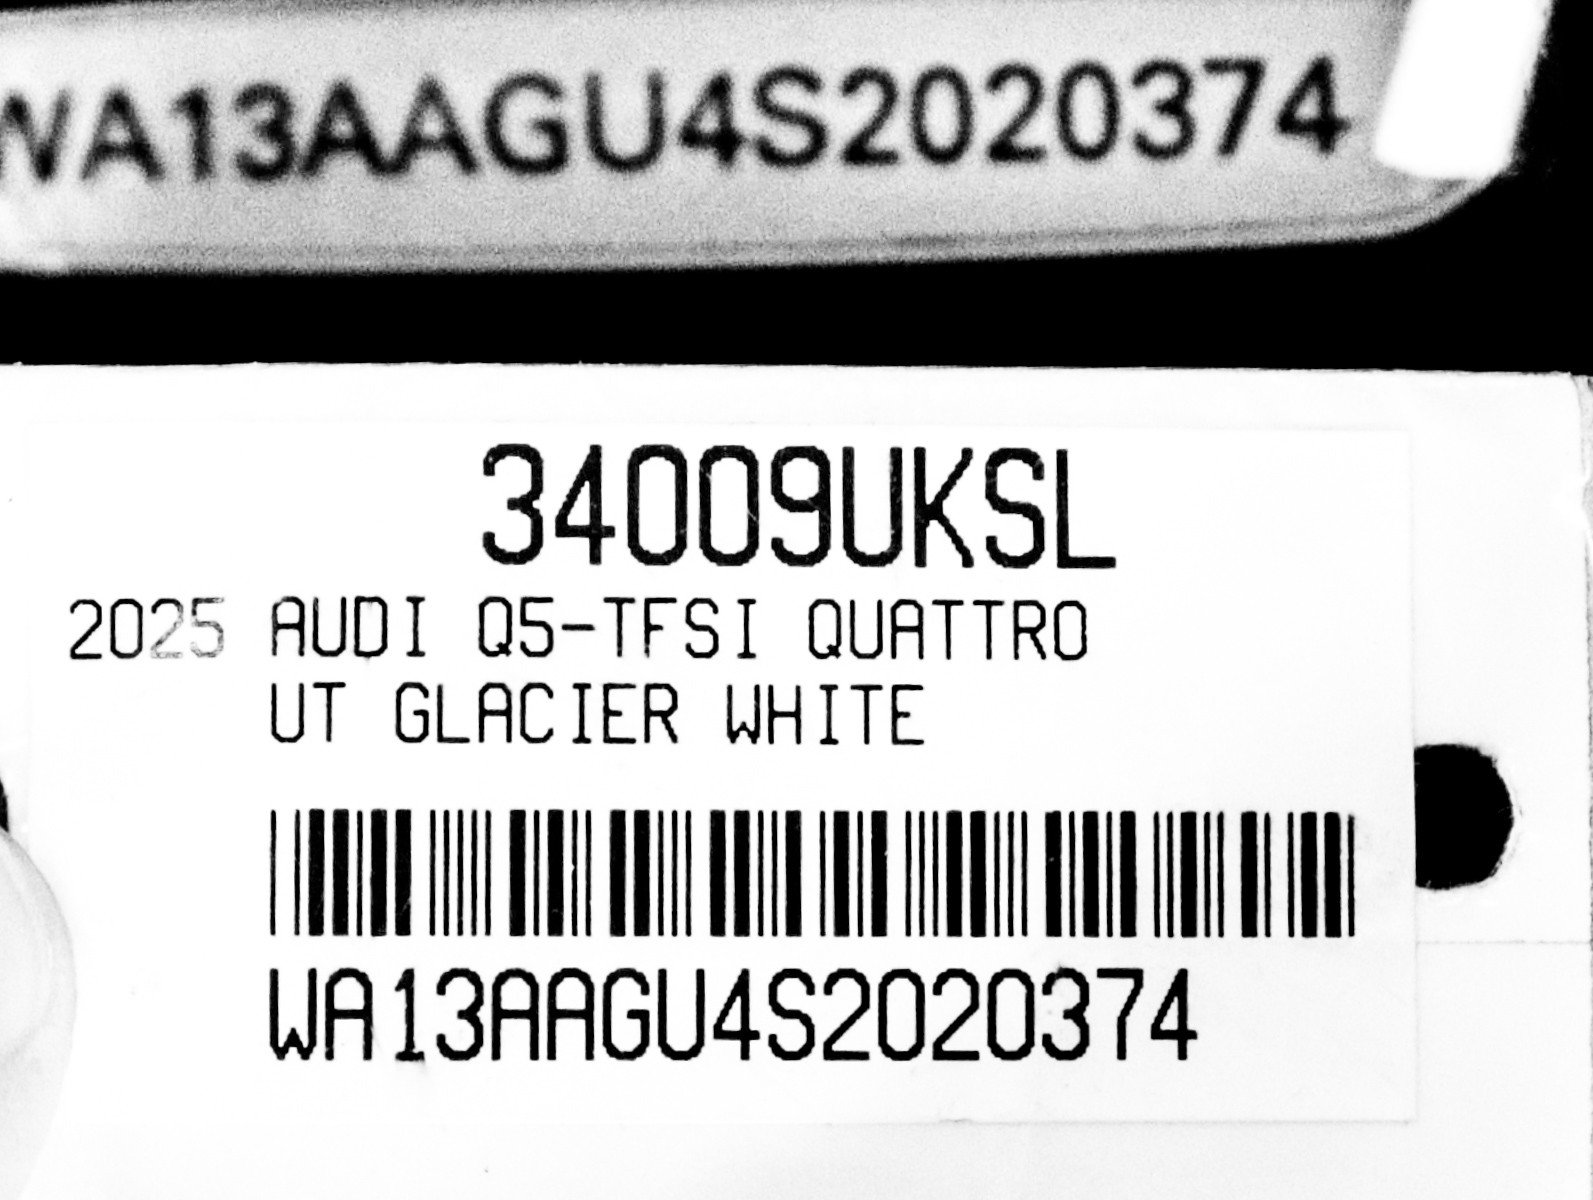 WA13AAGU4S2020374
34009UKSL
2025 AUDI Q5-TFSI QUATTRO
UT GLACIER WHITE
WA13AAGU4S2020374